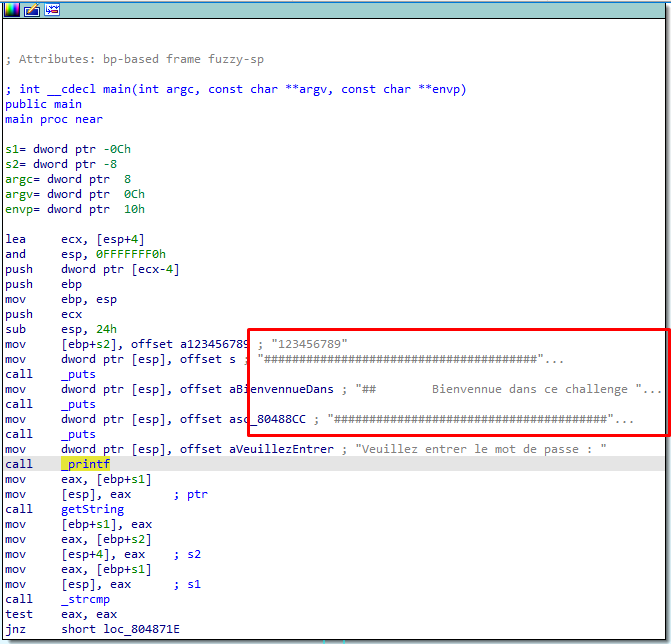 ; Attributes: bp-based frame fuzzy-sp
; int __cdecl main(int argc, const char **argv, const char **envp)
public main
main proc near
s1= dword ptr -0Ch
s2= dword ptr -8
argc= dword ptr  8
argv= dword ptr  0Ch
envp= dword ptr  10h
lea     ecx, [esp+4]
and     esp, 0FFFFFFF0h
push    dword ptr [ecx-4]
push    ebp
mov     ebp, esp
push    ecx
sub     esp, 24h
mov     [ebp+s2], offset a123456789 ; "123456789"
mov     dword ptr [esp], offset s ; "#######################################"...
call    _puts
mov     dword ptr [esp], offset aBienvennueDans ; "##        Bienvennue dans ce challenge "...
call    _puts
mov     dword ptr [esp], offset asc_80488CC ; "#######################################"...
call    _puts
mov     dword ptr [esp], offset aVeuillezEntrer ; "Veuillez entrer le mot de passe : "
call    _printf
mov     eax, [ebp+s1]
mov     [esp], eax      ; ptr
call    getString
mov     [ebp+s1], eax
mov     eax, [ebp+s2]
mov     [esp+4], eax    ; s2
mov     eax, [ebp+s1]
mov     [esp], eax      ; s1
call    _strcmp
test    eax, eax
jnz     short loc_804871E